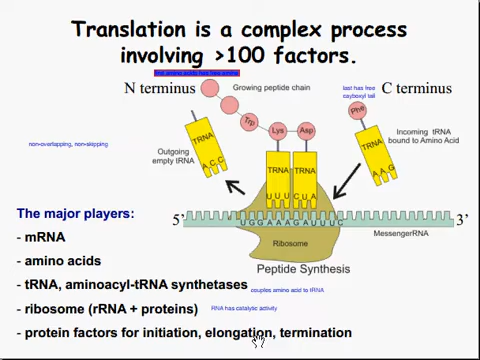 Translation is a complex process
involving >100 factors.
first amino acids has free amine
N terminus
Growing peptide chain
last has free
cayboxyl tail
C terminus
Phe
Trp
Lys
Asp
non-overlapping, non-skipping
TRNA
Outgoing
empty tRNA
A C C
TRNA
TRNA
TRNA
Incoming tRNA
bound to Amino Acid
A A G
U U U C U A
The major players:
5'
U G G A A A G A U U U C
3'
MessengerRNA
Ribosome
Peptide Synthesis
- mRNA
- amino acids
- tRNA, aminoacyl-tRNA synthetases
couples amino acid to tRNA
- ribosome (rRNA + proteins)
RNA has catalytic activity
- protein factors for initiation, elongation, termination